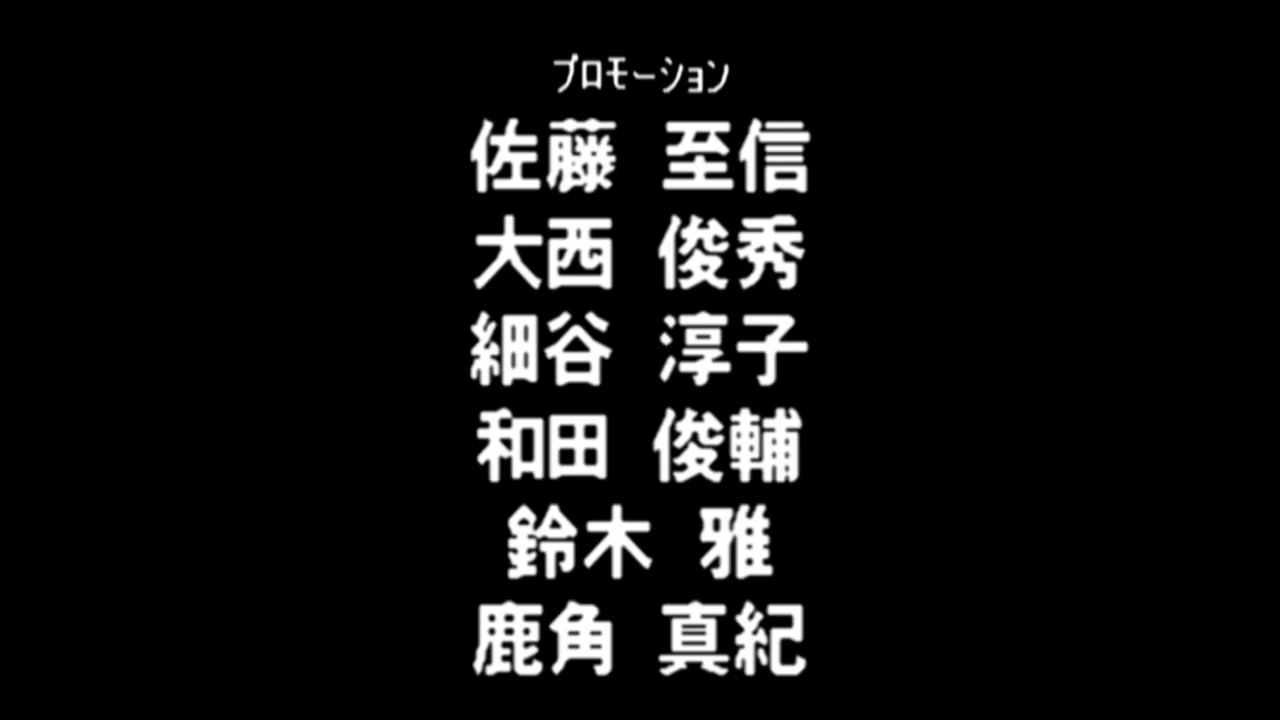 プロモーション
佐藤 至信
大西 俊秀
細谷 淳子
和田 俊輔
鈴木 雅
鹿角 真紀